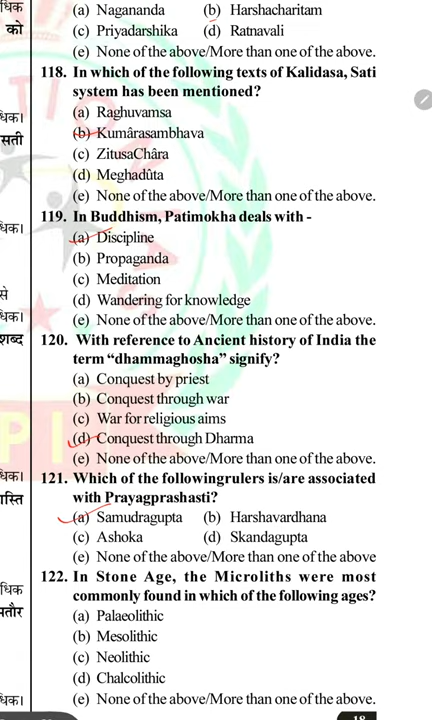 धिक
को
धिक।
सती
धिक।
से
धिक।
शब्द
धिक।
स्ति
धिक
धिक।
(a) Nagananda (b) Harshacharitam
(c) Priyadarshika (d) Ratnavali
(e) None of the above/More than one of the above.
118. In which of the following texts of Kalidasa, Sati
system has been mentioned?
(a) Raghuvamsa
(b) Kumârasambhava
(c) ZitusaChâra
(d) Meghadûta
(e) None of the above/More than one of the above.
119. In Buddhism, Patimokha deals with -
(a) Discipline
(b) Propaganda
(c) Meditation
(d) Wandering for knowledge
(e) None of the above/More than one of the above.
120. With reference to Ancient history of India the
term “dhammaghosha” signify?
(a) Conquest by priest
(b) Conquest through war
(c) War for religious aims
(d) Conquest through Dharma
(e) None of the above/More than one of the above.
121. Which of the followingrulers is/are associated
with Prayagprashasti?
(a) Samudragupta (b) Harshavardhana
(c) Ashoka (d) Skandagupta
(e) None of the above/More than one of the above
122. In Stone Age, the Microliths were most
commonly found in which of the following ages?
(a) Palaeolithic
(b) Mesolithic
(c) Neolithic
(d) Chalcolithic
(e) None of the above/More than one of the above.